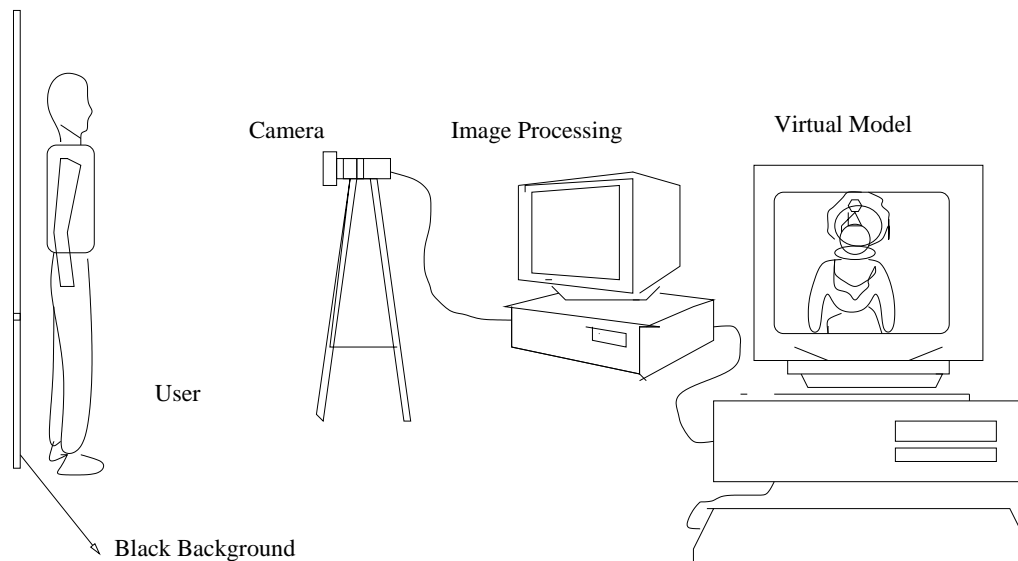 Camera
Image Processing
Virtual Model
User
Black Background